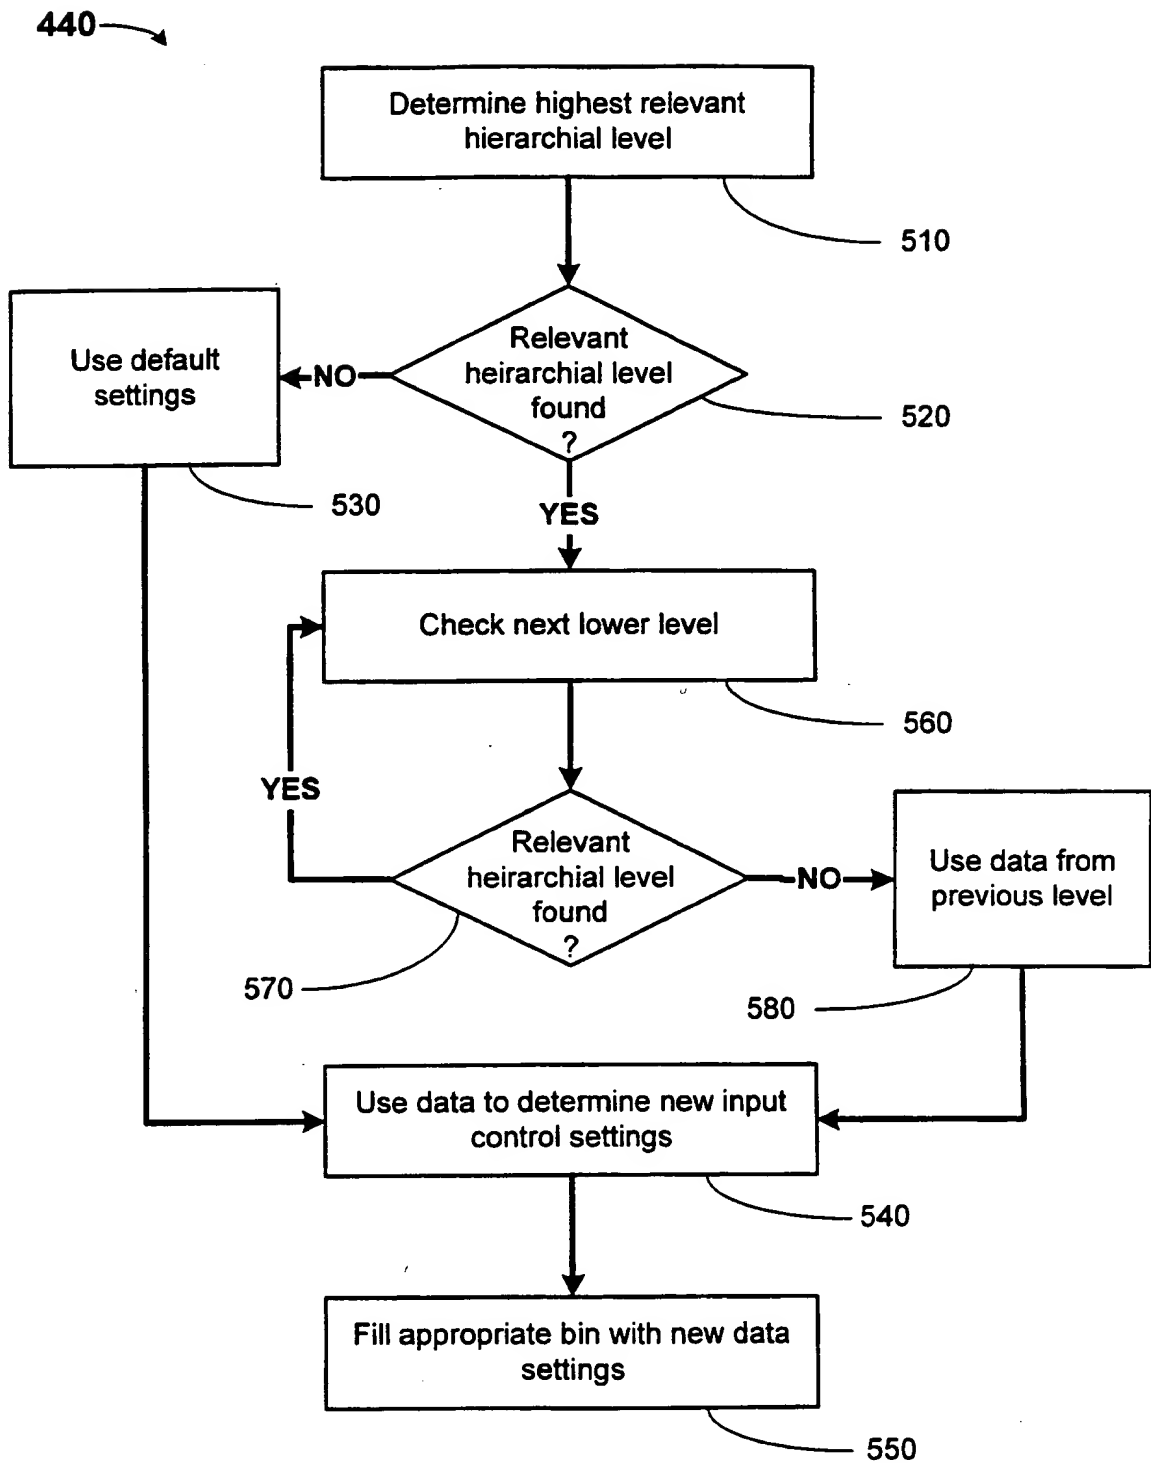 440
Determine highest relevant
hierarchial level
510
Relevant
heirarchial level
found
?
520
NO
Use default
settings
530
YES
Check next lower level
560
YES
Relevant
heirarchial level
found
?
570
NO
Use data from
previous level
580
Use data to determine new input
control settings
540
Fill appropriate bin with new data
settings
550